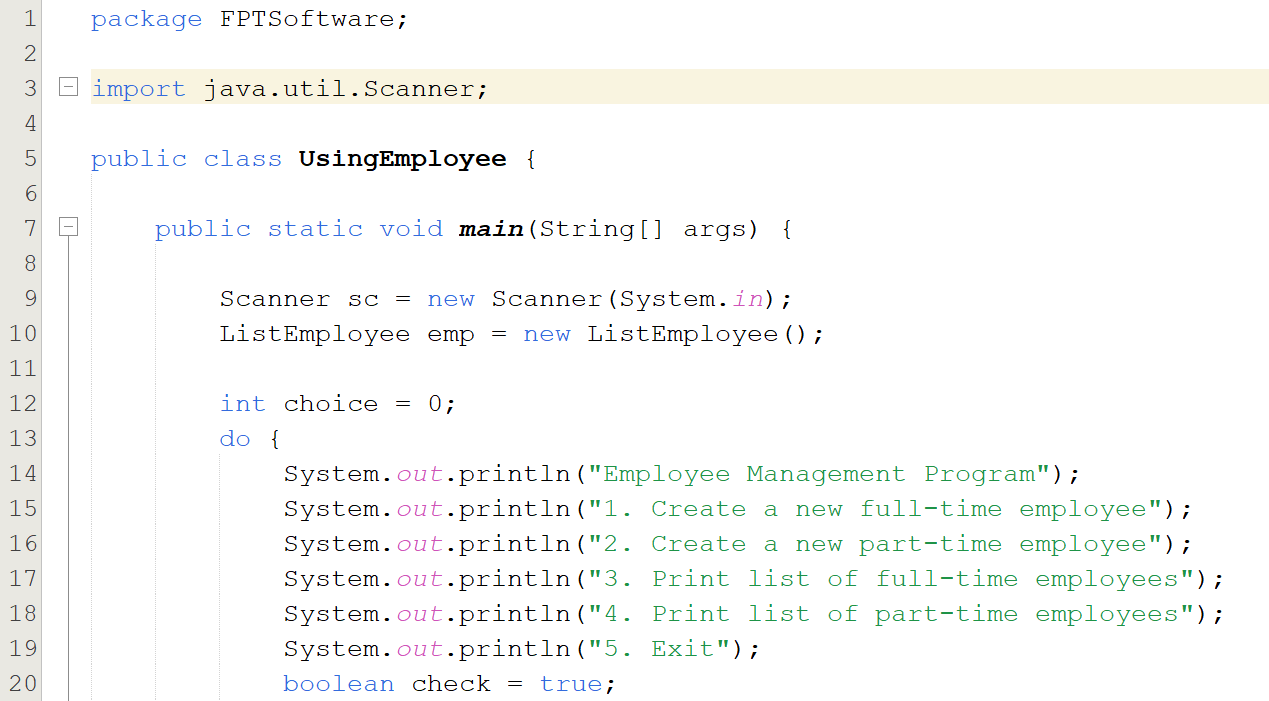 1 package FPTSoftware;
2
3 import java.util.Scanner;
4
5 public class UsingEmployee {
6
7     public static void main(String[] args) {
8
9         Scanner sc = new Scanner(System.in);
10         ListEmployee emp = new ListEmployee();
11
12         int choice = 0;
13         do {
14             System.out.println("Employee Management Program");
15             System.out.println("1. Create a new full-time employee");
16             System.out.println("2. Create a new part-time employee");
17             System.out.println("3. Print list of full-time employees");
18             System.out.println("4. Print list of part-time employees");
19             System.out.println("5. Exit");
20             boolean check = true;